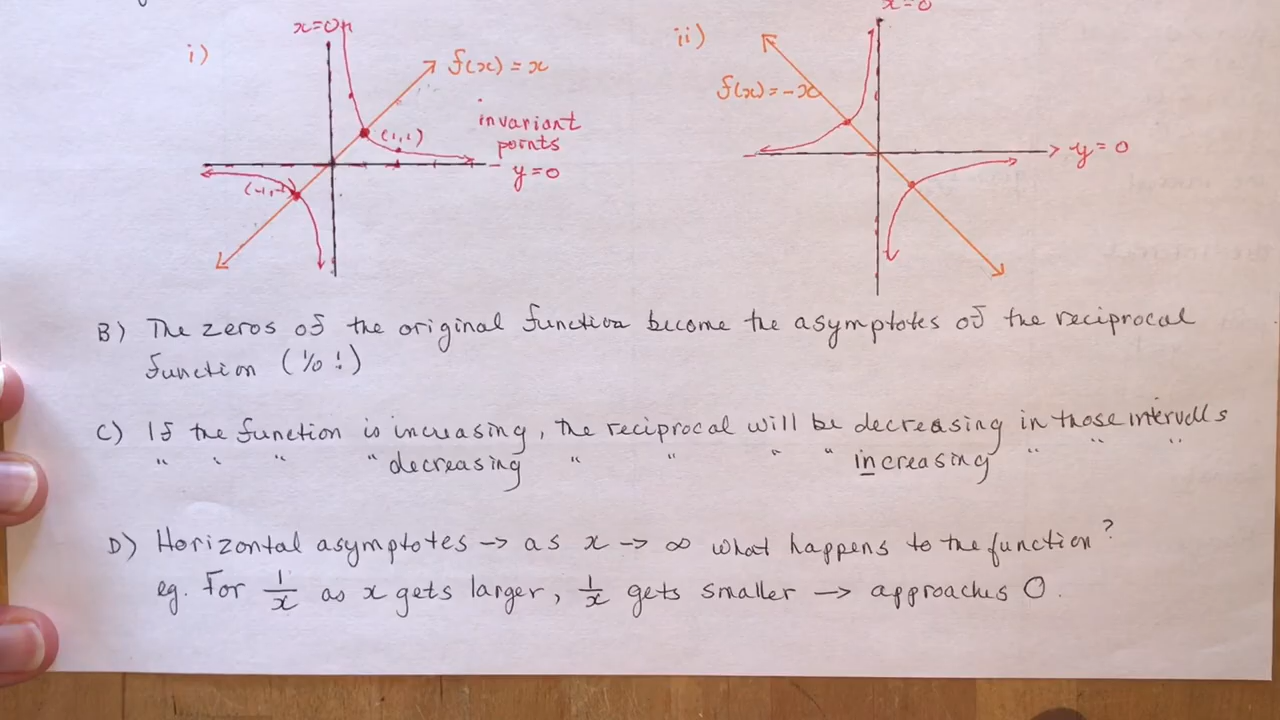 x=0
i)
f(x) = x
(1,1)
invariant
points
y=0
(-1,-1)
x=0
ii)
f(x)=-x
y=0
B) The zeros of the original function become the asymptotes of the reciprocal
function (1/0!)
C) If the function is increasing, the reciprocal will be decreasing in those intervals
" " " " decreasing " " " " increasing " " "
D) Horizontal asymptotes → as x → ∞ what happens to the function?
eg. For 1/x as x gets larger, 1/x gets smaller → approaches 0.